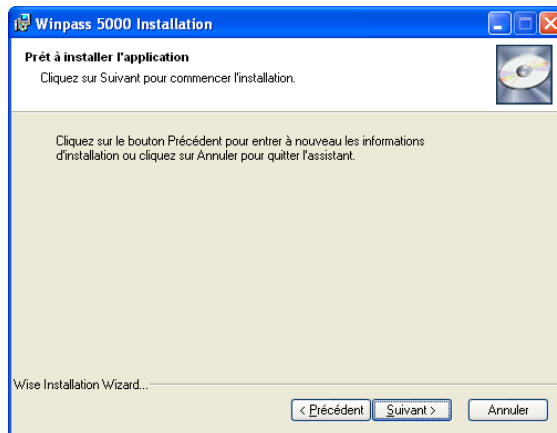 Winpass 5000 Installation
Prêt à installer l'application
Cliquez sur Suivant pour commencer l'installation.
Cliquez sur le bouton Précédent pour entrer à nouveau les informations
d'installation ou cliquez sur Annuler pour quitter l'assistant.
Wise Installation Wizard...
< Précédent Suivant > Annuler